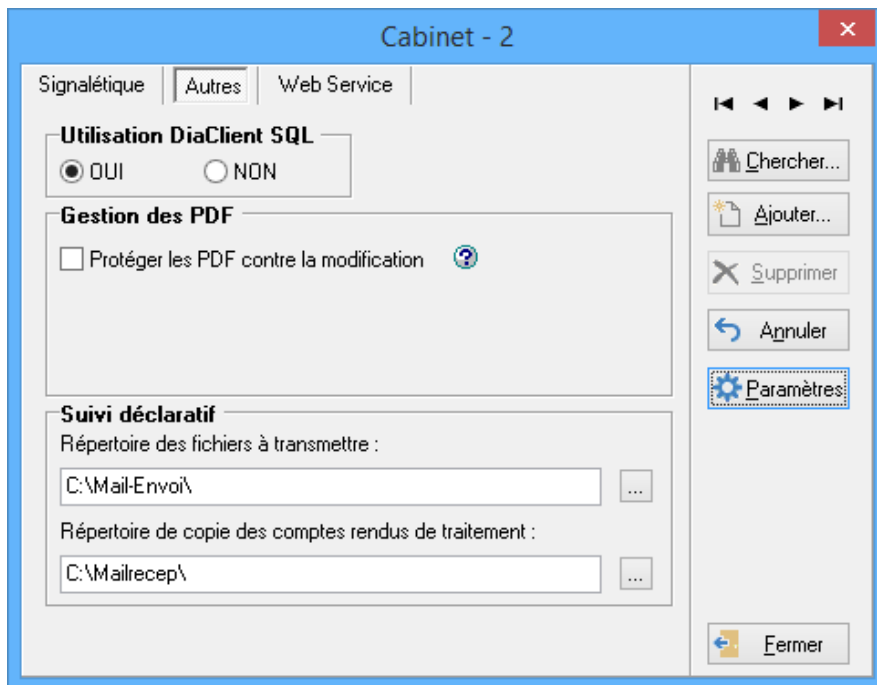 Cabinet - 2
Signalétique
Autres
Web Service
Utilisation DiaClient SQL
OUI
NON
Gestion des PDF
Protéger les PDF contre la modification
?
Suivi déclaratif
Répertoire des fichiers à transmettre :
C:\Mail-Envoi\
...
Répertoire de copie des comptes rendus de traitement :
C:\Mailrecep\
...
Chercher...
Ajouter...
Supprimer
Annuler
Paramètres
Fermer